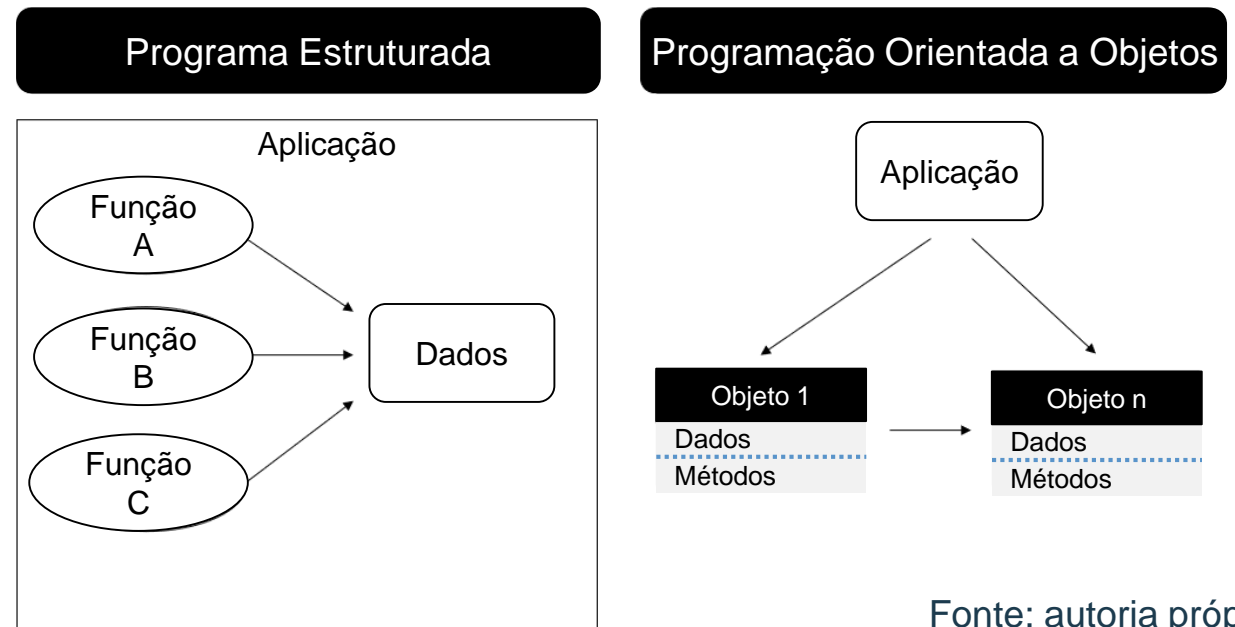 Programa Estruturada
Aplicação
Função
A
Função
B
Função
C
Dados
Programação Orientada a Objetos
Aplicação
Objeto 1
Dados
Métodos
Objeto n
Dados
Métodos
Fonte: autoria próp